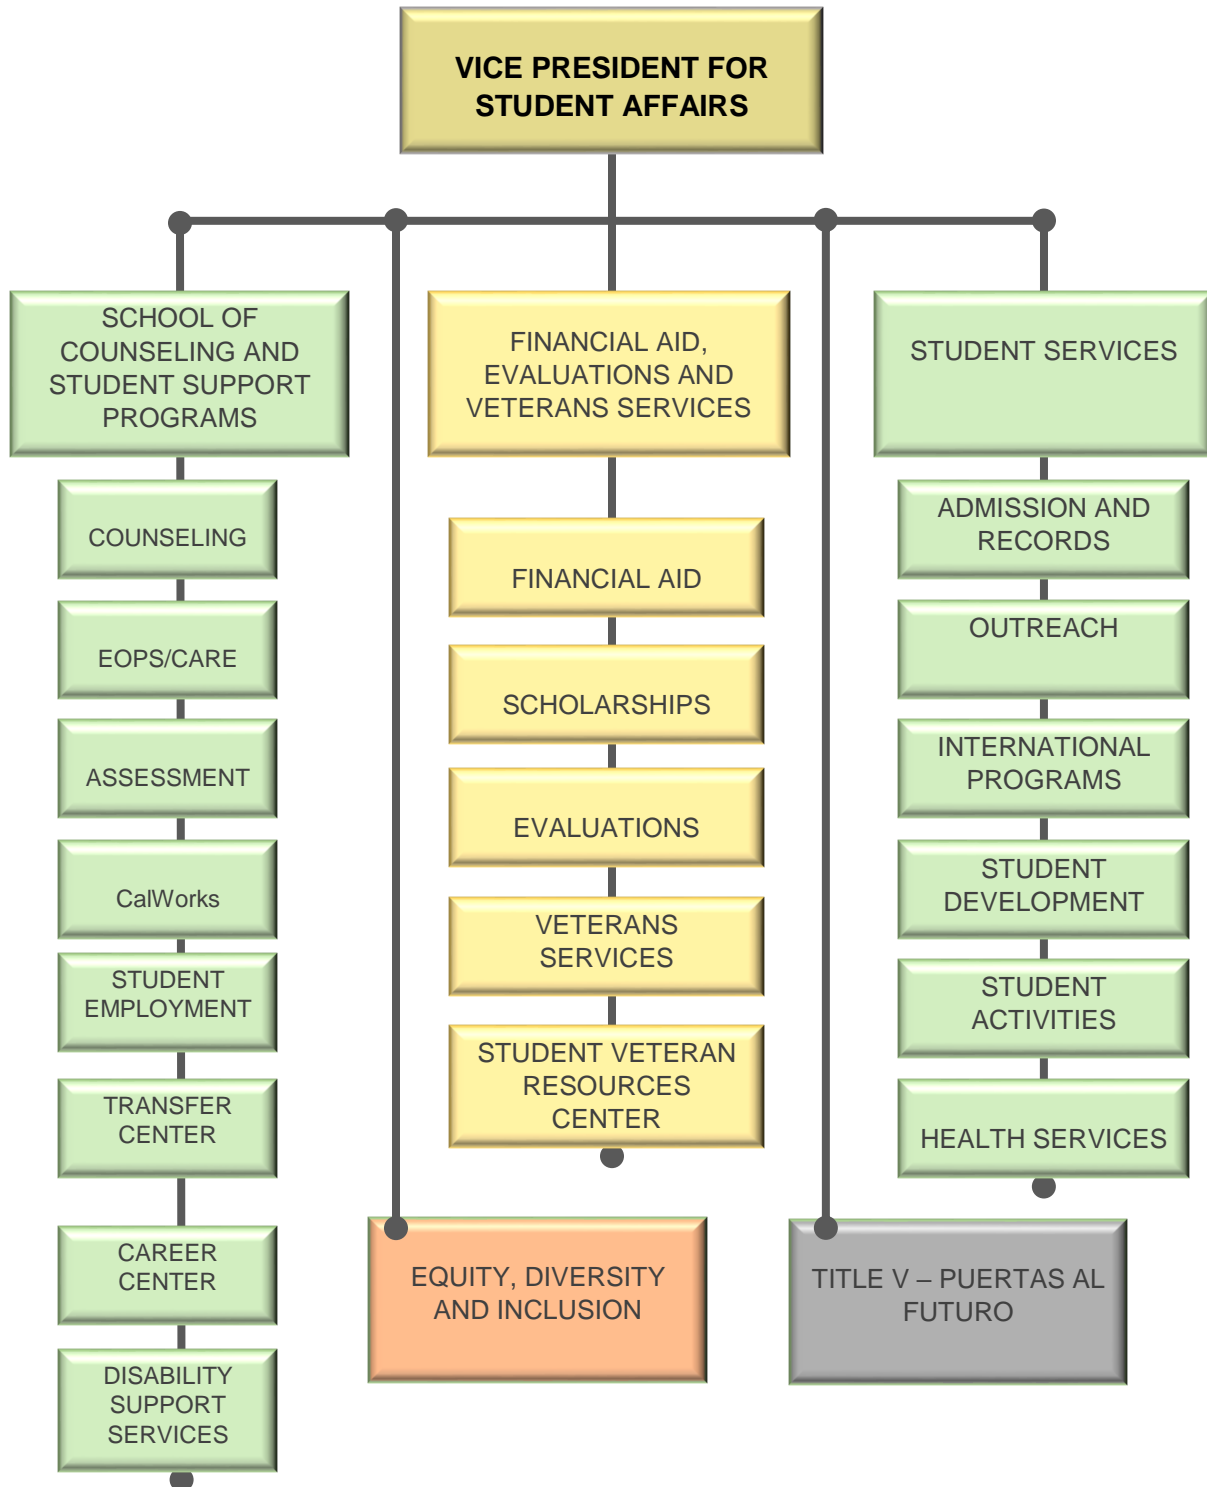 VICE PRESIDENT FOR
STUDENT AFFAIRS
SCHOOL OF
COUNSELING AND
STUDENT SUPPORT
PROGRAMS
COUNSELING
EOPS/CARE
ASSESSMENT
CalWorks
STUDENT
EMPLOYMENT
TRANSFER
CENTER
CAREER
CENTER
DISABILITY
SUPPORT
SERVICES
FINANCIAL AID,
EVALUATIONS AND
VETERANS SERVICES
FINANCIAL AID
SCHOLARSHIPS
EVALUATIONS
VETERANS
SERVICES
STUDENT VETERAN
RESOURCES
CENTER
STUDENT SERVICES
ADMISSION AND
RECORDS
OUTREACH
INTERNATIONAL
PROGRAMS
STUDENT
DEVELOPMENT
STUDENT
ACTIVITIES
HEALTH SERVICES
EQUITY, DIVERSITY
AND INCLUSION
TITLE V – PUERTAS AL
FUTURO